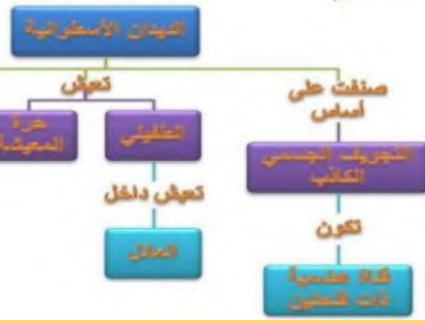 الديدان الأسطوانية
صنفت على
أساس
تعيش
التجويف الجسمي
الكاذب
الطفيلي
حرة
المعيشة
تكون
تعيش داخل
قناة هضمية
ذات فتحتين
العائل